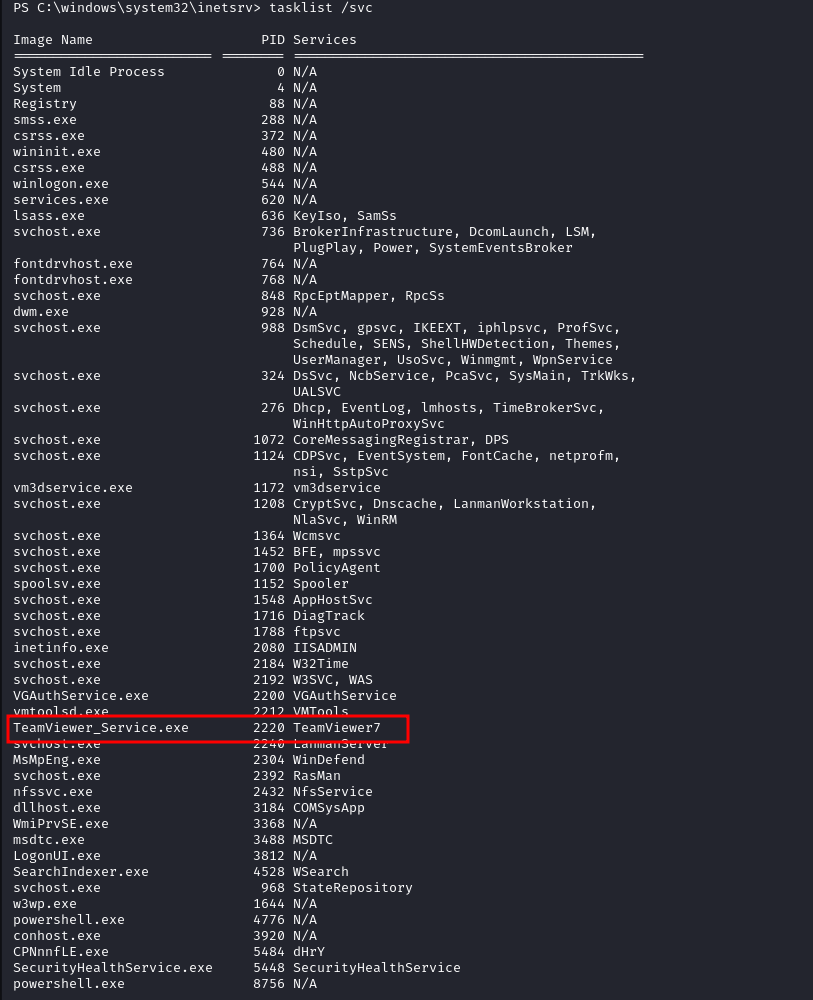 PS C:\windows\system32\inetsrv> tasklist /svc
Image Name                     PID Services
========================= ======== ============================================
System Idle Process              0 N/A
System                           4 N/A
Registry                        88 N/A
smss.exe                       288 N/A
csrss.exe                      372 N/A
wininit.exe                    480 N/A
csrss.exe                      488 N/A
winlogon.exe                   544 N/A
services.exe                   620 N/A
lsass.exe                      636 KeyIso, SamSs
svchost.exe                    736 BrokerInfrastructure, DcomLaunch, LSM,
                                   PlugPlay, Power, SystemEventsBroker
fontdrvhost.exe                764 N/A
fontdrvhost.exe                768 N/A
svchost.exe                    848 RpcEptMapper, RpcSs
dwm.exe                        928 N/A
svchost.exe                    988 DsmSvc, gpsvc, IKEEXT, iphlpsvc, ProfSvc,
                                   Schedule, SENS, ShellHWDetection, Themes,
                                   UserManager, UsoSvc, Winmgmt, WpnService
svchost.exe                    324 DsSvc, NcbService, PcaSvc, SysMain, TrkWks,
                                   UALSVC
svchost.exe                    276 Dhcp, EventLog, lmhosts, TimeBrokerSvc,
                                   WinHttpAutoProxySvc
svchost.exe                   1072 CoreMessagingRegistrar, DPS
svchost.exe                   1124 CDPSvc, EventSystem, FontCache, netprofm,
                                   nsi, SstpSvc
vm3dservice.exe               1172 vm3dservice
svchost.exe                   1208 CryptSvc, Dnscache, LanmanWorkstation,
                                   NlaSvc, WinRM
svchost.exe                   1364 Wcmsvc
svchost.exe                   1452 BFE, mpssvc
svchost.exe                   1700 PolicyAgent
spoolsv.exe                   1152 Spooler
svchost.exe                   1548 AppHostSvc
svchost.exe                   1716 DiagTrack
svchost.exe                   1788 ftpsvc
inetinfo.exe                  2080 IISADMIN
svchost.exe                   2184 W32Time
svchost.exe                   2192 W3SVC, WAS
VGAuthService.exe             2200 VGAuthService
vmtoolsd.exe                  2212 VMTools
TeamViewer_Service.exe        2220 TeamViewer7
svchost.exe                   2240 LanmanServer
MsMpEng.exe                   2304 WinDefend
svchost.exe                   2392 RasMan
nfssvc.exe                    2432 NfsService
dllhost.exe                   3184 COMSysApp
WmiPrvSE.exe                  3368 N/A
msdtc.exe                     3488 MSDTC
LogonUI.exe                   3812 N/A
SearchIndexer.exe             4528 WSearch
svchost.exe                    968 StateRepository
w3wp.exe                      1644 N/A
powershell.exe                4776 N/A
conhost.exe                   3920 N/A
CPNnnfLE.exe                  5484 dHrY
SecurityHealthService.exe     5448 SecurityHealthService
powershell.exe                8756 N/A